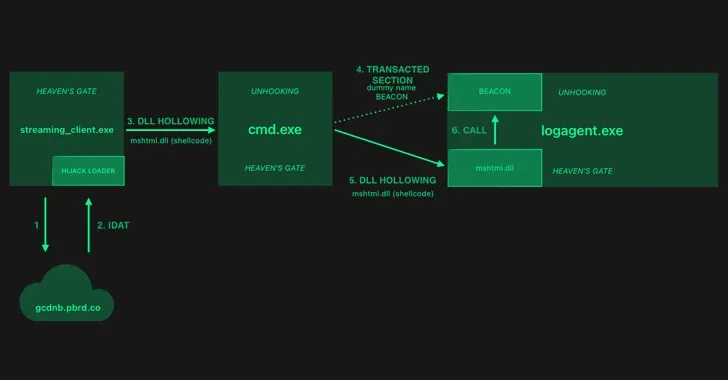 HEAVEN'S GATE
streaming_client.exe
HIJACK LOADER
1
2. IDAT
gcdnb.pbrd.co
3. DLL HOLLOWING
mshtml.dll (shellcode)
UNHOOKING
cmd.exe
HEAVEN'S GATE
4. TRANSACTED
SECTION
dummy name
BEACON
5. DLL HOLLOWING
mshtml.dll (shellcode)
BEACON
UNHOOKING
6. CALL
logagent.exe
mshtml.dll
HEAVEN'S GATE